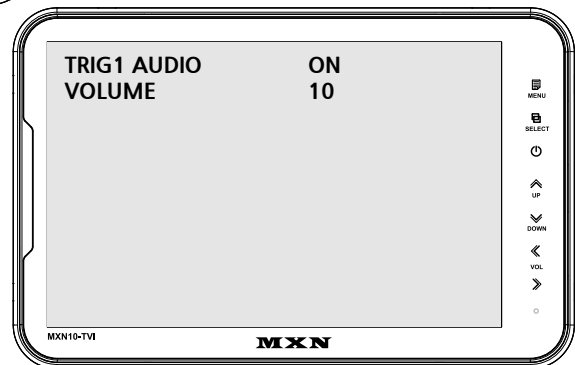 TRIG1 AUDIO ON
VOLUME 10
MENU
SELECT
UP
DOWN
VOL
MXN10-TVI
MXN